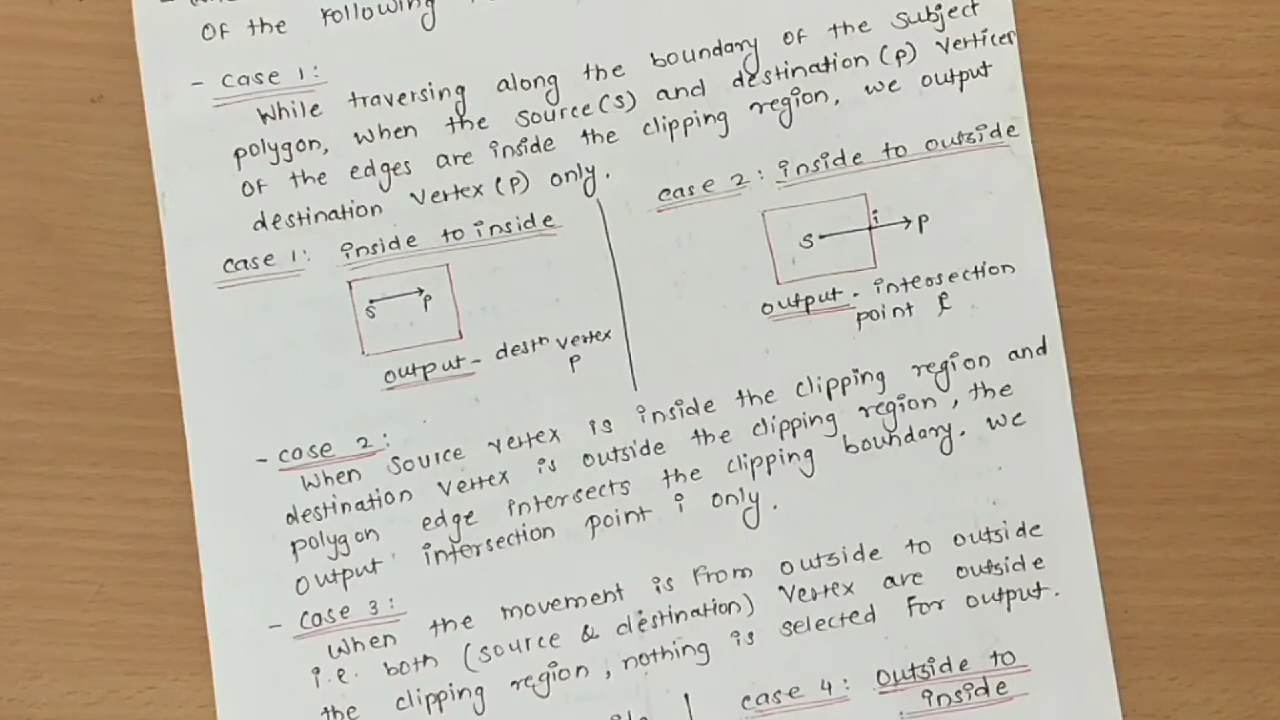 of the following
- case 1:
While traversing along the boundary of the subject
polygon, when the source(s) and destination (p) vertices
of the edges are inside the clipping region, we output
destination vertex (p) only.
case 1: inside to inside
s p
output - destn vertex
p
case 2: inside to outside
s i p
output - intersection
point i
- case 2:
When source vertex is inside the clipping region and
destination vertex is outside the clipping region, the
polygon edge intersects the clipping boundary. we
output intersection point i only.
- case 3:
When the movement is from outside to outside
i.e. both (source & destination) vertex are outside
the clipping region, nothing is selected for output.
case 4: outside to
inside